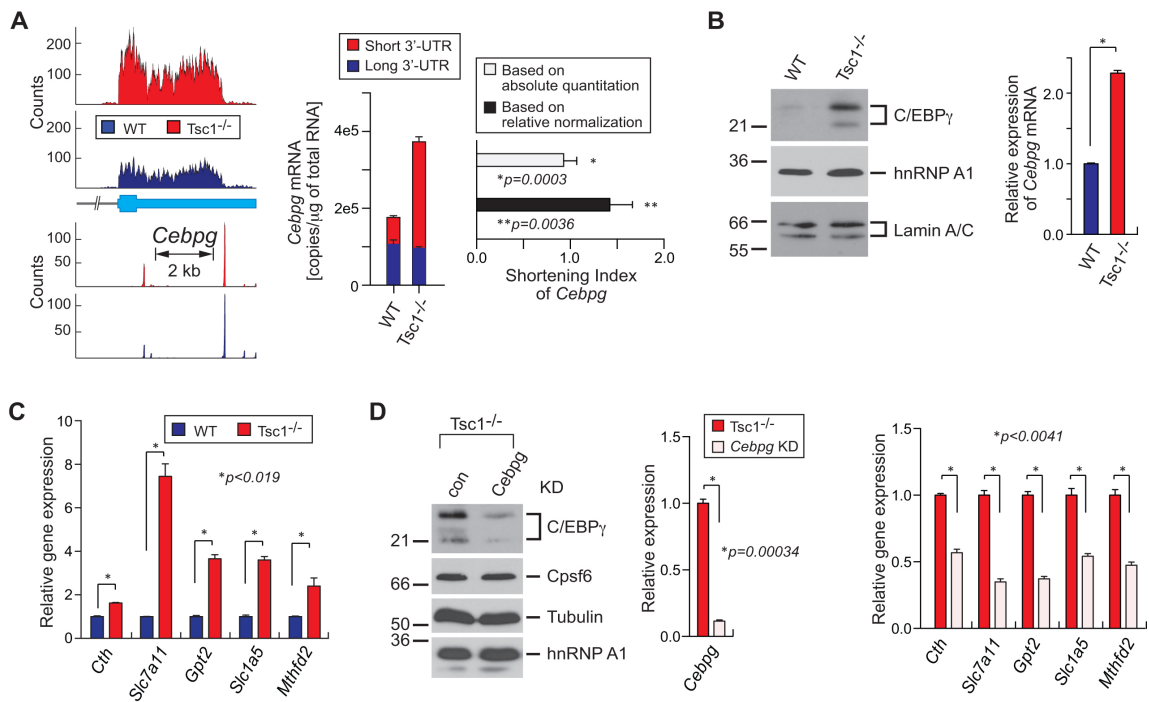 A
200
100
Counts
WT
Tsc1-/-
200
100
Cebpg
2 kb
100
50
Counts
100
50
Short 3'-UTR
Long 3'-UTR
Cebpg mRNA
[copies/µg of total RNA]
4e5
2e5
0
WT
Tsc1-/-
Based on
absolute quantitation
Based on
relative normalization
*
*p=0.0003
**
**p=0.0036
0.0
1.0
2.0
Shortening Index
of Cebpg
B
WT
Tsc1-/-
21
C/EBPγ
36
hnRNP A1
66
55
Lamin A/C
Relative expression
of Cebpg mRNA
2.0
1.0
0.0
*
WT
Tsc1-/-
C
Relative gene expression
10
8
6
4
2
0
WT
Tsc1-/-
*p<0.019
*
*
*
*
*
Cth
Slc7a11
Gpt2
Slc1a5
Mthfd2
D
Tsc1-/-
con
Cebpg
KD
21
C/EBPγ
66
Cpsf6
50
Tubulin
36
hnRNP A1
Tsc1-/-
Cebpg KD
Relative expression
1.5
1.0
0.5
0.0
*
*p=0.00034
Cebpg
Relative gene expression
1.5
1.0
0.5
0.0
*p<0.0041
*
*
*
*
*
Cth
Slc7a11
Gpt2
Slc1a5
Mthfd2